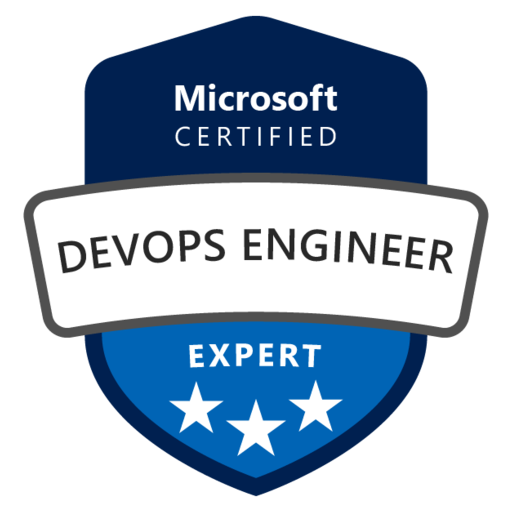 Microsoft
CERTIFIED
DEVOPS ENGINEER
EXPERT